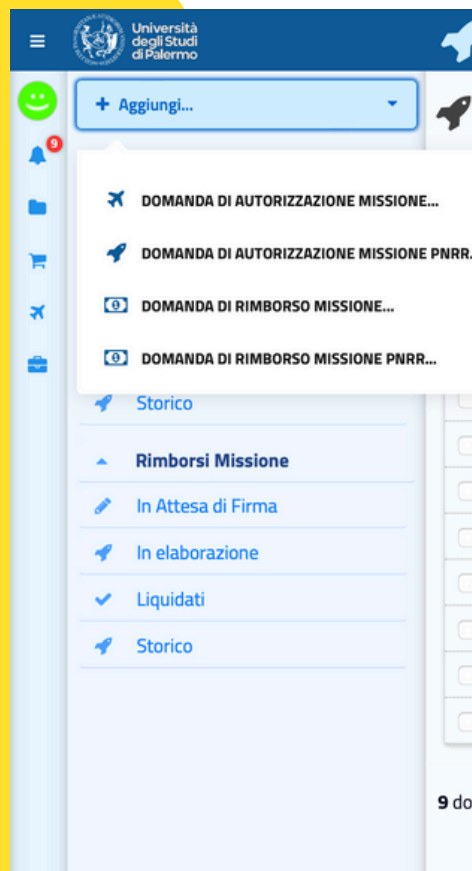 Università
degli Studi
di Palermo
Aggiungi...
9
DOMANDA DI AUTORIZZAZIONE MISSIONE...
DOMANDA DI AUTORIZZAZIONE MISSIONE PNRR.
DOMANDA DI RIMBORSO MISSIONE...
DOMANDA DI RIMBORSO MISSIONE PNRR...
Storico
Rimborsi Missione
In Attesa di Firma
In elaborazione
Liquidati
Storico
9 do